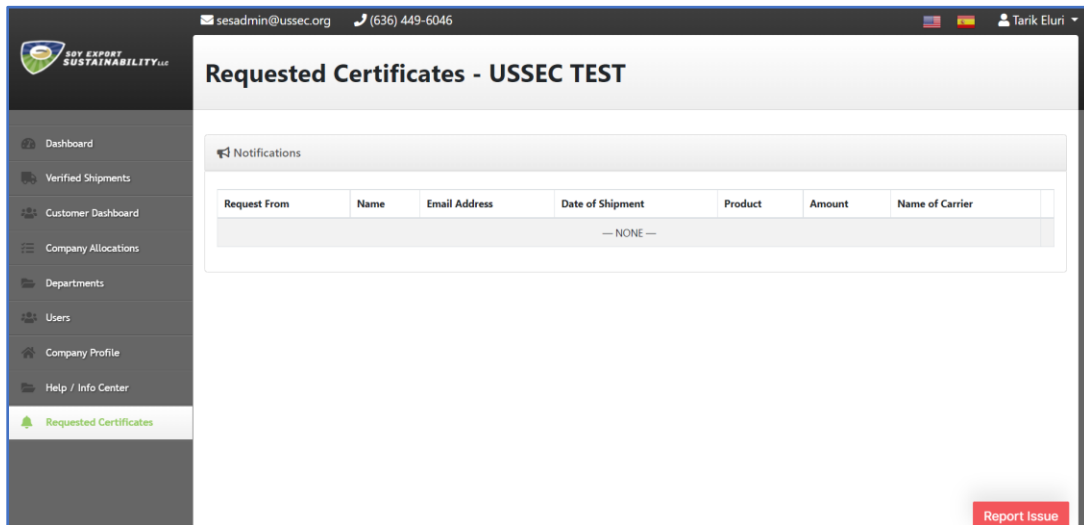 sesadmin@ussec.org (636) 449-6046 Tarik Eluri
SOY EXPORT
SUSTAINABILITY LLC
Requested Certificates - USSEC TEST
Dashboard
Verified Shipments
Customer Dashboard
Company Allocations
Departments
Users
Company Profile
Help / Info Center
Requested Certificates
Notifications
Request From Name Email Address Date of Shipment Product Amount Name of Carrier
— NONE —
Report Issue